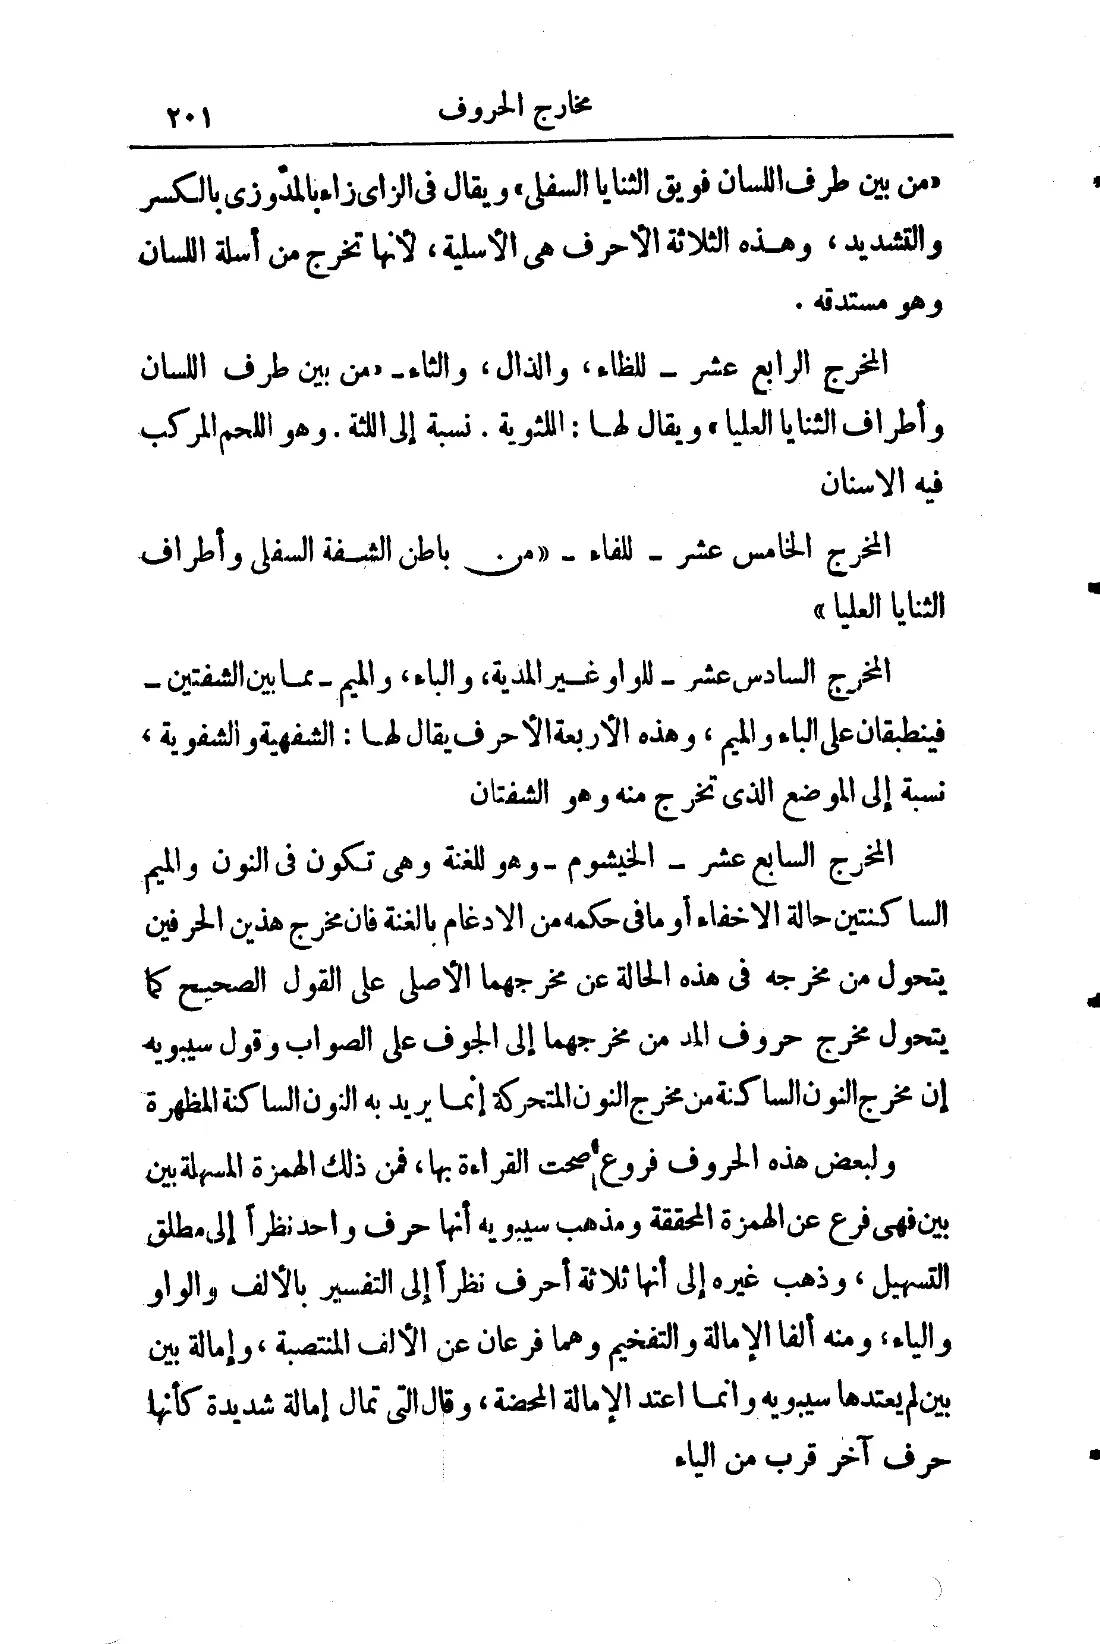 مخارج الحروف ٢٠١
«من بين طرف اللسان فويق الثنايا السفلى» ويقال فى الزاى زاء بالمدّ وزى بالكسر
والتشديد ، وهـذه الثلاثة الأحرف هى الأسلية ، لأنها تخرج من أسلة اللسان
وهو مستدقه .
المخرج الرابع عشر – للظاء ، والذال ، والثاء – «من بين طرف اللسان
وأطراف الثنايا العليا» ويقال لهـا : اللثوية . نسبة إلى اللثة . وهو اللحم المركب
فيه الاسنان
المخرج الخامس عشر – للفاء – «من باطن الشـفة السفلى وأطراف
الثنايا العليا»
المخرج السادس عشر – للواو غـير المدية ، والباء ، والميم – مما بين الشفتين –
فينطبقان على الباء والميم ، وهذه الأربعة الأحرف يقال لهـا : الشفهية والشفوية ،
نسبة إلى الموضع الذى تخرج منه وهو الشفتان
المخرج السابع عشر – الخيشوم – وهو للغنة وهى تكون فى النون والميم
الساكنتين حالة الاخفاء أو مافى حكمه من الادغام بالغنة فان مخرج هذين الحرفين
يتحول من مخرجه فى هذه الحالة عن مخرجهما الأصلى على القول الصحيح كما
يتحول مخرج حروف المد من مخرجهما إلى الجوف على الصواب وقول سيبويه
إن مخرج النون الساكنة من مخرج النون المتحركة إنمـا يريد به النون الساكنة المظهرة
ولبعض هذه الحروف فروع صحت القراءة بها ، فمن ذلك الهمزة المسهلة بين
بين فهى فرع عن الهمزة المحققة ومذهب سيبويه أنها حرف واحد نظراً إلى مطلق
التسهيل ، وذهب غيره إلى أنها ثلاثة أحرف نظراً إلى التفسير بالألف والواو
والياء ، ومنه ألفا الإمالة والتفخيم وهما فرعان عن الألف المنتصبة ، وإمالة بين
بين لم يعتدها سيبويه وانمـا اعتد الإمالة المحضة ، وقال التى تمال إمالة شديدة كأنها
حرف آخر قرب من الياء